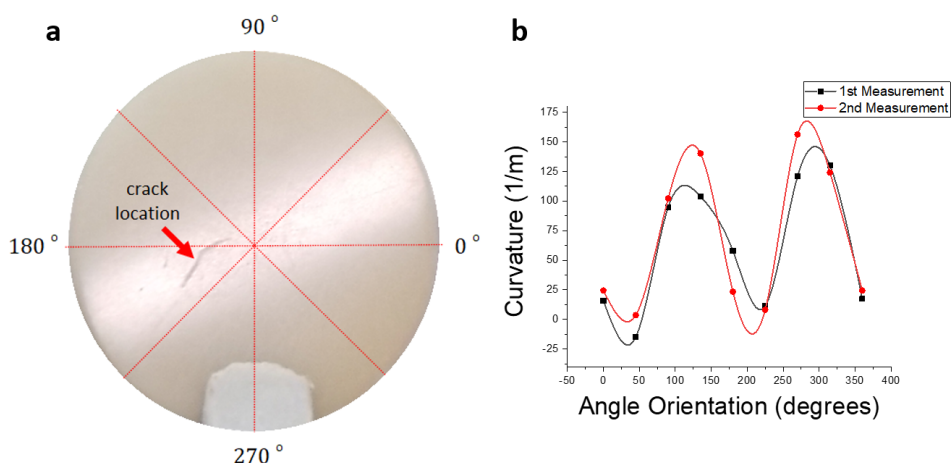 a
90 °
crack
location
180 °
0 °
270 °
b
1st Measurement
2nd Measurement
175
150
125
100
75
50
25
0
-25
Curvature (1/m)
-50 0 50 100 150 200 250 300 350 400
Angle Orientation (degrees)